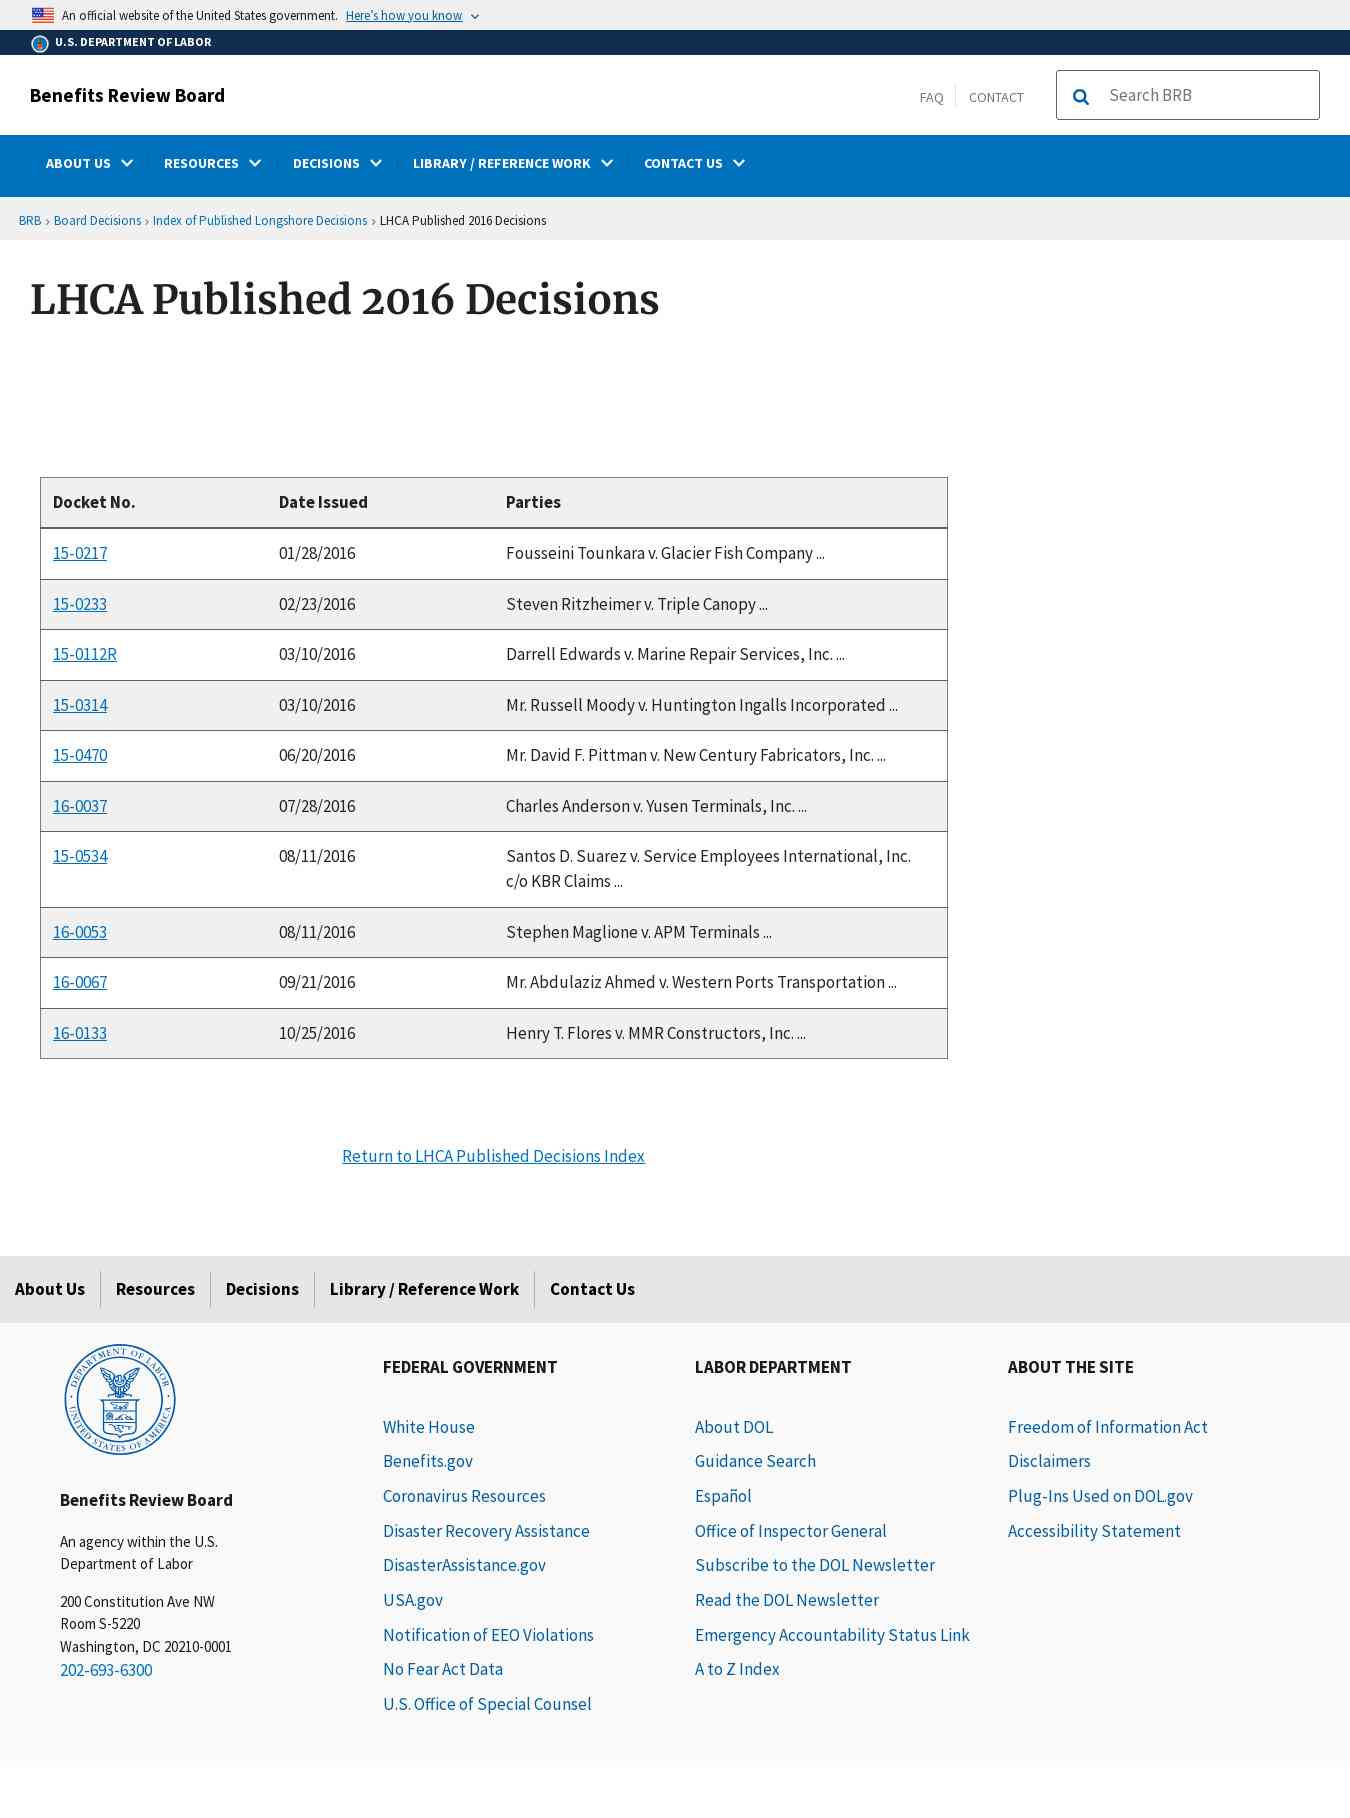 An official website of the United States government. Here's how you know
U.S. DEPARTMENT OF LABOR
Benefits Review Board
FAQ CONTACT Search BRB
ABOUT US RESOURCES DECISIONS LIBRARY / REFERENCE WORK CONTACT US
BRB › Board Decisions › Index of Published Longshore Decisions › LHCA Published 2016 Decisions
LHCA Published 2016 Decisions
Docket No. Date Issued Parties
15-0217 01/28/2016 Fousseini Tounkara v. Glacier Fish Company ...
15-0233 02/23/2016 Steven Ritzheimer v. Triple Canopy ...
15-0112R 03/10/2016 Darrell Edwards v. Marine Repair Services, Inc. ...
15-0314 03/10/2016 Mr. Russell Moody v. Huntington Ingalls Incorporated ...
15-0470 06/20/2016 Mr. David F. Pittman v. New Century Fabricators, Inc. ...
16-0037 07/28/2016 Charles Anderson v. Yusen Terminals, Inc. ...
15-0534 08/11/2016 Santos D. Suarez v. Service Employees International, Inc.
c/o KBR Claims ...
16-0053 08/11/2016 Stephen Maglione v. APM Terminals ...
16-0067 09/21/2016 Mr. Abdulaziz Ahmed v. Western Ports Transportation ...
16-0133 10/25/2016 Henry T. Flores v. MMR Constructors, Inc. ...
Return to LHCA Published Decisions Index
About Us Resources Decisions Library / Reference Work Contact Us
DEPARTMENT OF LABOR
UNITED STATES OF AMERICA
Benefits Review Board
An agency within the U.S.
Department of Labor
200 Constitution Ave NW
Room S-5220
Washington, DC 20210-0001
202-693-6300
FEDERAL GOVERNMENT
White House
Benefits.gov
Coronavirus Resources
Disaster Recovery Assistance
DisasterAssistance.gov
USA.gov
Notification of EEO Violations
No Fear Act Data
U.S. Office of Special Counsel
LABOR DEPARTMENT
About DOL
Guidance Search
Español
Office of Inspector General
Subscribe to the DOL Newsletter
Read the DOL Newsletter
Emergency Accountability Status Link
A to Z Index
ABOUT THE SITE
Freedom of Information Act
Disclaimers
Plug-Ins Used on DOL.gov
Accessibility Statement